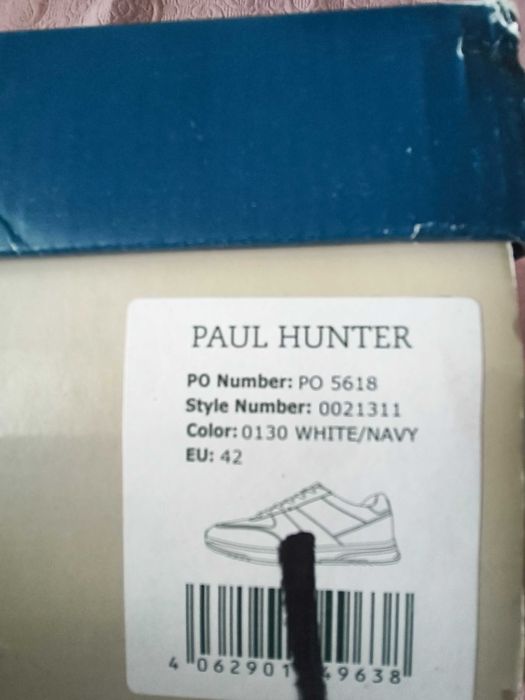 PAUL HUNTER
PO Number: PO 5618
Style Number: 0021311
Color: 0130 WHITE/NAVY
EU: 42
4 062901 49638